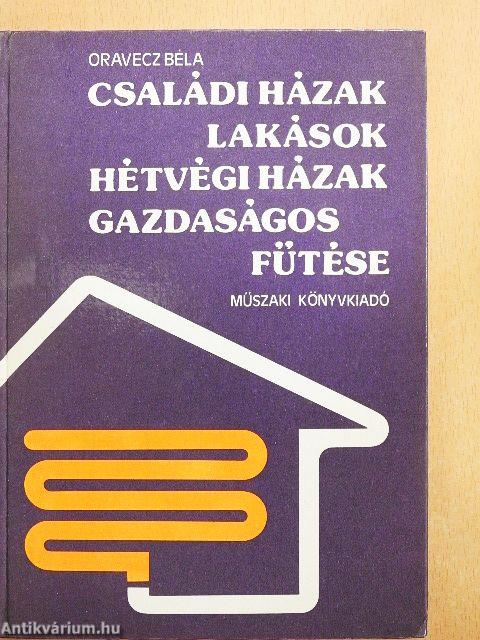 ORAVECZ BÉLA
CSALÁDI HÁZAK
LAKÁSOK
HÉTVÉGI HÁZAK
GAZDASÁGOS
FŰTÉSE
MŰSZAKI KÖNYVKIADÓ
Antikvárium.hu